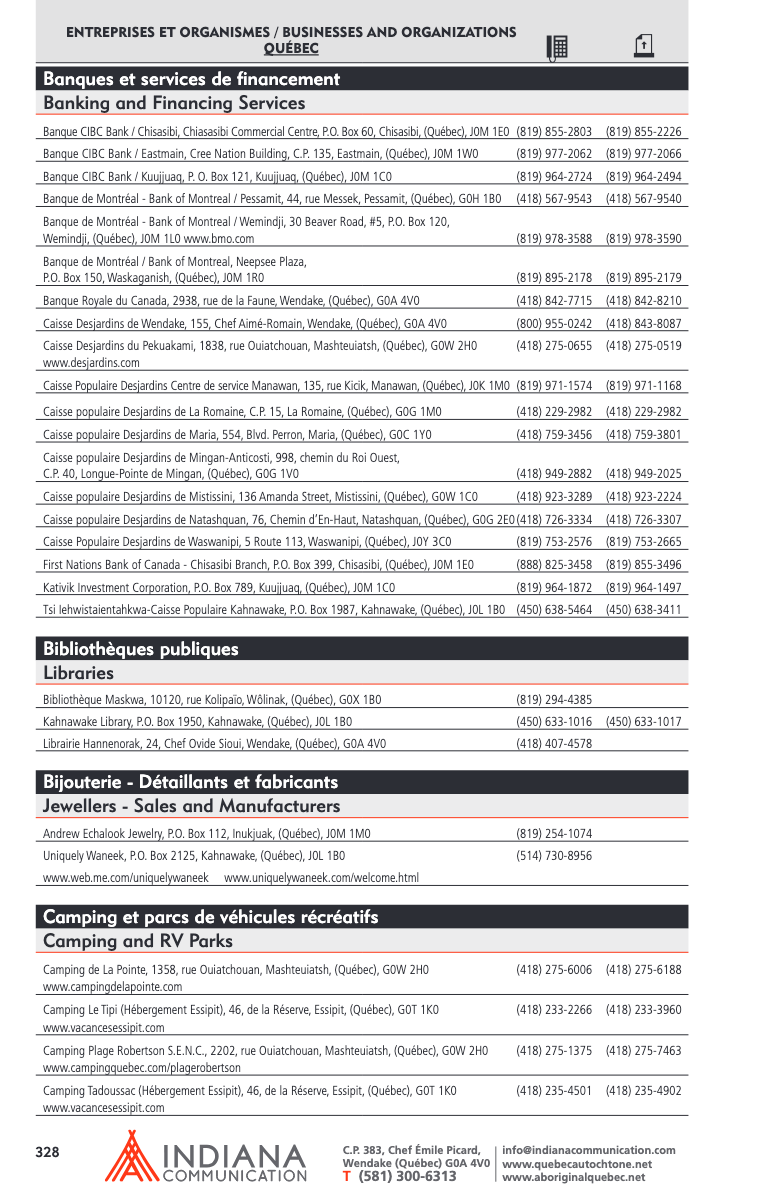 ENTREPRISES ET ORGANISMES / BUSINESSES AND ORGANIZATIONS
QUÉBEC
Banques et services de financement
Banking and Financing Services
Banque CIBC Bank / Chisasibi, Chiasasibi Commercial Centre, P.O. Box 60, Chisasibi, (Québec), J0M 1E0 (819) 855-2803 (819) 855-2226
Banque CIBC Bank / Eastmain, Cree Nation Building, C.P. 135, Eastmain, (Québec), J0M 1W0 (819) 977-2062 (819) 977-2066
Banque CIBC Bank / Kuujjuaq, P. O. Box 121, Kuujjuaq, (Québec), J0M 1C0 (819) 964-2724 (819) 964-2494
Banque de Montréal - Bank of Montreal / Pessamit, 44, rue Messek, Pessamit, (Québec), G0H 1B0 (418) 567-9543 (418) 567-9540
Banque de Montréal - Bank of Montreal / Wemindji, 30 Beaver Road, #5, P.O. Box 120,
Wemindji, (Québec), J0M 1L0 www.bmo.com (819) 978-3588 (819) 978-3590
Banque de Montréal / Bank of Montreal, Neepsee Plaza,
P.O. Box 150, Waskaganish, (Québec), J0M 1R0 (819) 895-2178 (819) 895-2179
Banque Royale du Canada, 2938, rue de la Faune, Wendake, (Québec), G0A 4V0 (418) 842-7715 (418) 842-8210
Caisse Desjardins de Wendake, 155, Chef Aimé-Romain, Wendake, (Québec), G0A 4V0 (800) 955-0242 (418) 843-8087
Caisse Desjardins du Pekuakami, 1838, rue Ouiatchouan, Mashteuiatsh, (Québec), G0W 2H0 (418) 275-0655 (418) 275-0519
www.desjardins.com
Caisse Populaire Desjardins Centre de service Manawan, 135, rue Kicik, Manawan, (Québec), J0K 1M0 (819) 971-1574 (819) 971-1168
Caisse populaire Desjardins de La Romaine, C.P. 15, La Romaine, (Québec), G0G 1M0 (418) 229-2982 (418) 229-2982
Caisse populaire Desjardins de Maria, 554, Blvd. Perron, Maria, (Québec), G0C 1Y0 (418) 759-3456 (418) 759-3801
Caisse populaire Desjardins de Mingan-Anticosti, 998, chemin du Roi Ouest,
C.P. 40, Longue-Pointe de Mingan, (Québec), G0G 1V0 (418) 949-2882 (418) 949-2025
Caisse populaire Desjardins de Mistissini, 136 Amanda Street, Mistissini, (Québec), G0W 1C0 (418) 923-3289 (418) 923-2224
Caisse populaire Desjardins de Natashquan, 76, Chemin d'En-Haut, Natashquan, (Québec), G0G 2E0 (418) 726-3334 (418) 726-3307
Caisse Populaire Desjardins de Waswanipi, 5 Route 113, Waswanipi, (Québec), J0Y 3C0 (819) 753-2576 (819) 753-2665
First Nations Bank of Canada - Chisasibi Branch, P.O. Box 399, Chisasibi, (Québec), J0M 1E0 (888) 825-3458 (819) 855-3496
Kativik Investment Corporation, P.O. Box 789, Kuujjuaq, (Québec), J0M 1C0 (819) 964-1872 (819) 964-1497
Tsi Iehwistaientahkwa-Caisse Populaire Kahnawake, P.O. Box 1987, Kahnawake, (Québec), J0L 1B0 (450) 638-5464 (450) 638-3411
Bibliothèques publiques
Libraries
Bibliothèque Maskwa, 10120, rue Kolipaïo, Wôlinak, (Québec), G0X 1B0 (819) 294-4385
Kahnawake Library, P.O. Box 1950, Kahnawake, (Québec), J0L 1B0 (450) 633-1016 (450) 633-1017
Librairie Hannenorak, 24, Chef Ovide Sioui, Wendake, (Québec), G0A 4V0 (418) 407-4578
Bijouterie - Détaillants et fabricants
Jewellers - Sales and Manufacturers
Andrew Echalook Jewelry, P.O. Box 112, Inukjuak, (Québec), J0M 1M0 (819) 254-1074
Uniquely Waneek, P.O. Box 2125, Kahnawake, (Québec), J0L 1B0 (514) 730-8956
www.web.me.com/uniquelywaneek www.uniquelywaneek.com/welcome.html
Camping et parcs de véhicules récréatifs
Camping and RV Parks
Camping de La Pointe, 1358, rue Ouiatchouan, Mashteuiatsh, (Québec), G0W 2H0 (418) 275-6006 (418) 275-6188
www.campingdelapointe.com
Camping Le Tipi (Hébergement Essipit), 46, de la Réserve, Essipit, (Québec), G0T 1K0 (418) 233-2266 (418) 233-3960
www.vacancesessipit.com
Camping Plage Robertson S.E.N.C., 2202, rue Ouiatchouan, Mashteuiatsh, (Québec), G0W 2H0 (418) 275-1375 (418) 275-7463
www.campingquebec.com/plagerobertson
Camping Tadoussac (Hébergement Essipit), 46, de la Réserve, Essipit, (Québec), G0T 1K0 (418) 235-4501 (418) 235-4902
www.vacancesessipit.com
328
INDIANA
COMMUNICATION
C.P. 383, Chef Émile Picard,
Wendake (Québec) G0A 4V0
T (581) 300-6313
info@indianacommunication.com
www.quebecautochtone.net
www.aboriginalquebec.net